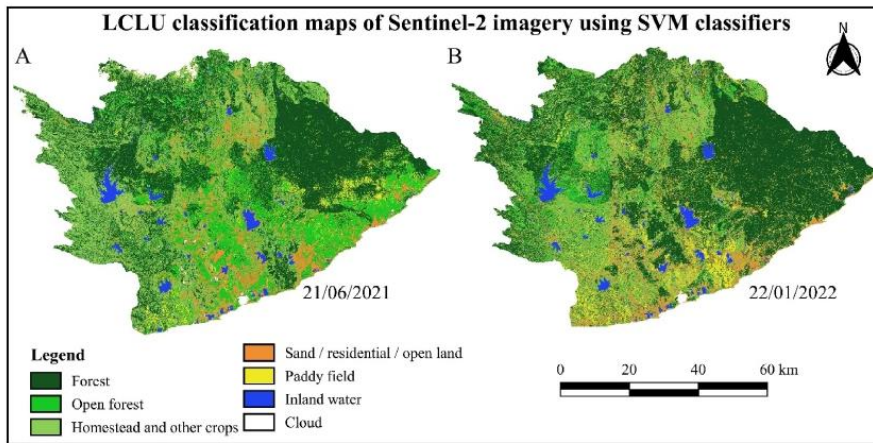 LCLU classification maps of Sentinel-2 imagery using SVM classifiers
A
B
N
21/06/2021
22/01/2022
Legend
Forest
Open forest
Homestead and other crops
Sand / residential / open land
Paddy field
Inland water
Cloud
0 20 40 60 km